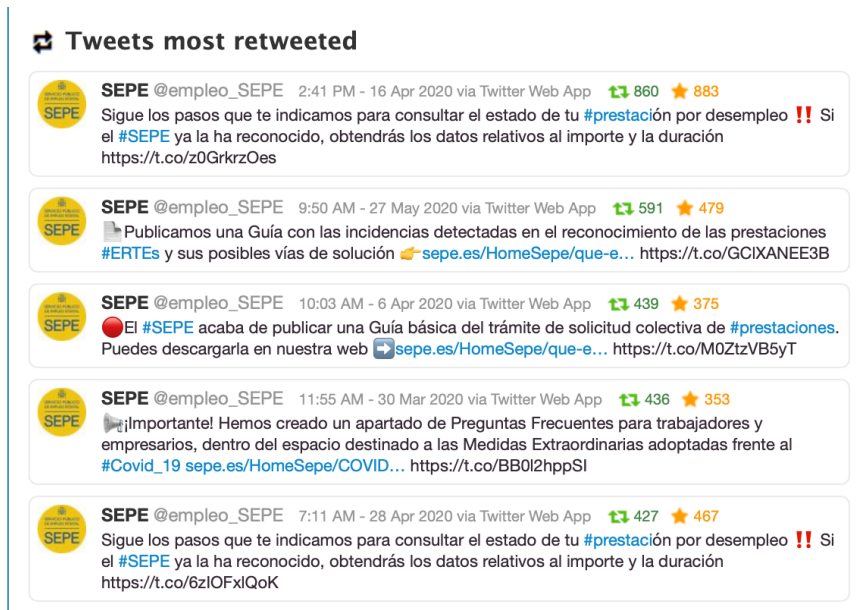 Tweets most retweeted
SEPE @empleo_SEPE 2:41 PM - 16 Apr 2020 via Twitter Web App 860 883
SEPE
Sigue los pasos que te indicamos para consultar el estado de tu #prestación por desempleo ‼️ Si
el #SEPE ya la ha reconocido, obtendrás los datos relativos al importe y la duración
https://t.co/z0GrkrzOes
SEPE @empleo_SEPE 9:50 AM - 27 May 2020 via Twitter Web App 591 479
SEPE
Publicamos una Guía con las incidencias detectadas en el reconocimiento de las prestaciones
#ERTEs y sus posibles vías de solución 👉sepe.es/HomeSepe/que-e… https://t.co/GClXANEE3B
SEPE @empleo_SEPE 10:03 AM - 6 Apr 2020 via Twitter Web App 439 375
SEPE
🔴El #SEPE acaba de publicar una Guía básica del trámite de solicitud colectiva de #prestaciones.
Puedes descargarla en nuestra web ➡️sepe.es/HomeSepe/que-e… https://t.co/M0ZtzVB5yT
SEPE @empleo_SEPE 11:55 AM - 30 Mar 2020 via Twitter Web App 436 353
SEPE
📢¡Importante! Hemos creado un apartado de Preguntas Frecuentes para trabajadores y
empresarios, dentro del espacio destinado a las Medidas Extraordinarias adoptadas frente al
#Covid_19 sepe.es/HomeSepe/COVID… https://t.co/BB0l2hppSI
SEPE @empleo_SEPE 7:11 AM - 28 Apr 2020 via Twitter Web App 427 467
SEPE
Sigue los pasos que te indicamos para consultar el estado de tu #prestación por desempleo ‼️ Si
el #SEPE ya la ha reconocido, obtendrás los datos relativos al importe y la duración
https://t.co/6zIOFxlQoK